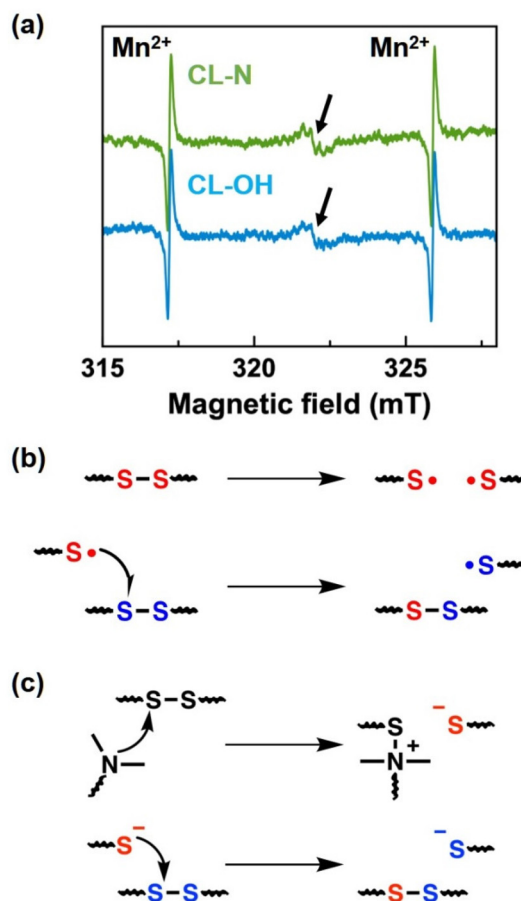 (a)
Mn2+ Mn2+
CL-N
CL-OH
315 320 325
Magnetic field (mT)
(b)
S-S S• •S
S• •S
S-S S-S
(c)
S-S S −S
N N+
S− −S
S-S S-S